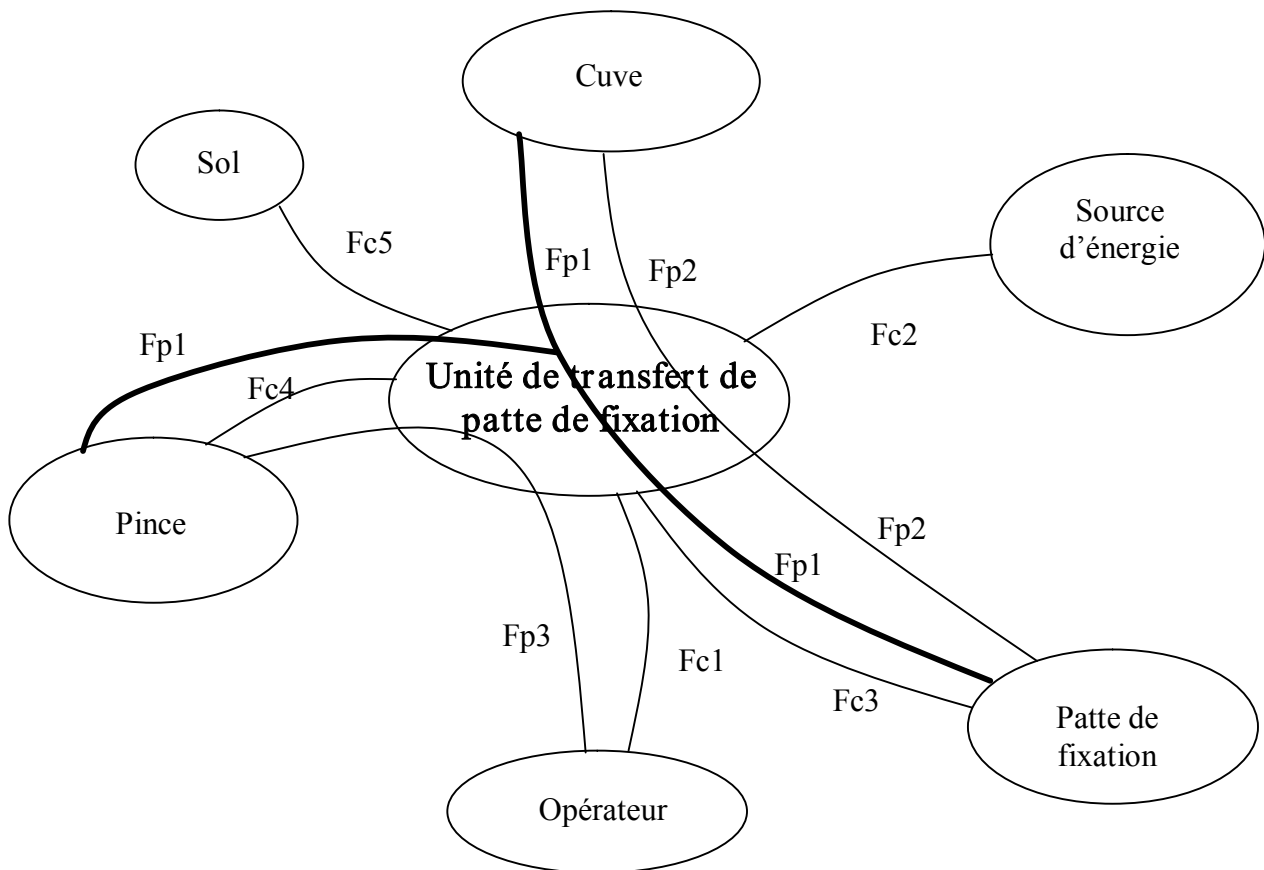 Cuve
Sol
Source
d'énergie
Fc5
Fp1
Fp2
Fp1
Fc2
Fc4
Unité de transfert de
patte de fixation
Pince
Fp2
Fp1
Fp3
Fc1
Fc3
Patte de
fixation
Opérateur